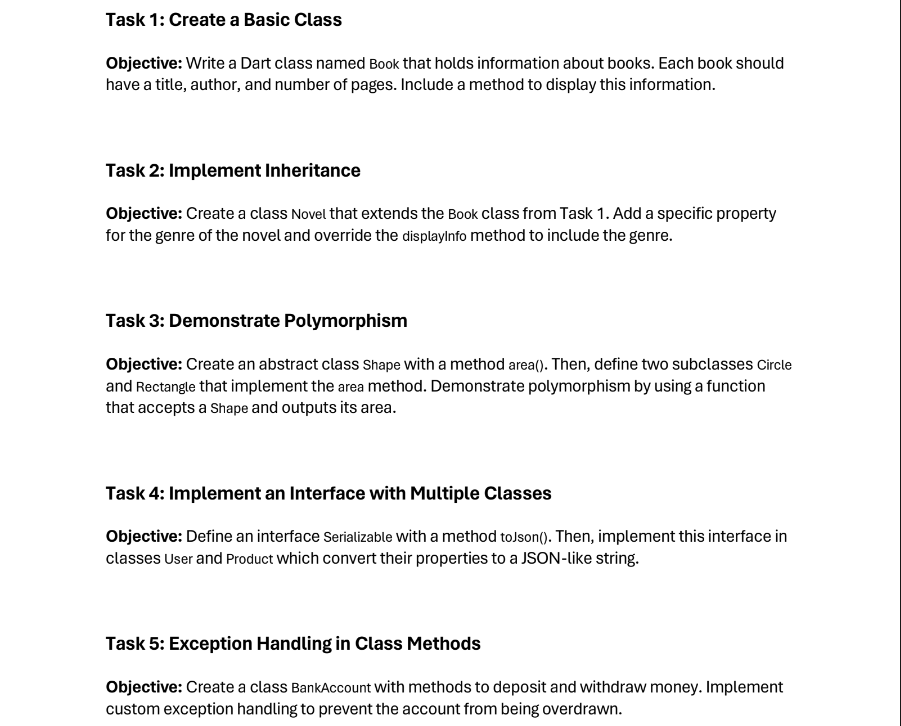 Task 1: Create a Basic Class
Objective: Write a Dart class named Book that holds information about books. Each book should
have a title, author, and number of pages. Include a method to display this information.
Task 2: Implement Inheritance
Objective: Create a class Novel that extends the Book class from Task 1. Add a specific property
for the genre of the novel and override the displayInfo method to include the genre.
Task 3: Demonstrate Polymorphism
Objective: Create an abstract class Shape with a method area(). Then, define two subclasses Circle
and Rectangle that implement the area method. Demonstrate polymorphism by using a function
that accepts a Shape and outputs its area.
Task 4: Implement an Interface with Multiple Classes
Objective: Define an interface Serializable with a method toJson(). Then, implement this interface in
classes User and Product which convert their properties to a JSON-like string.
Task 5: Exception Handling in Class Methods
Objective: Create a class BankAccount with methods to deposit and withdraw money. Implement
custom exception handling to prevent the account from being overdrawn.